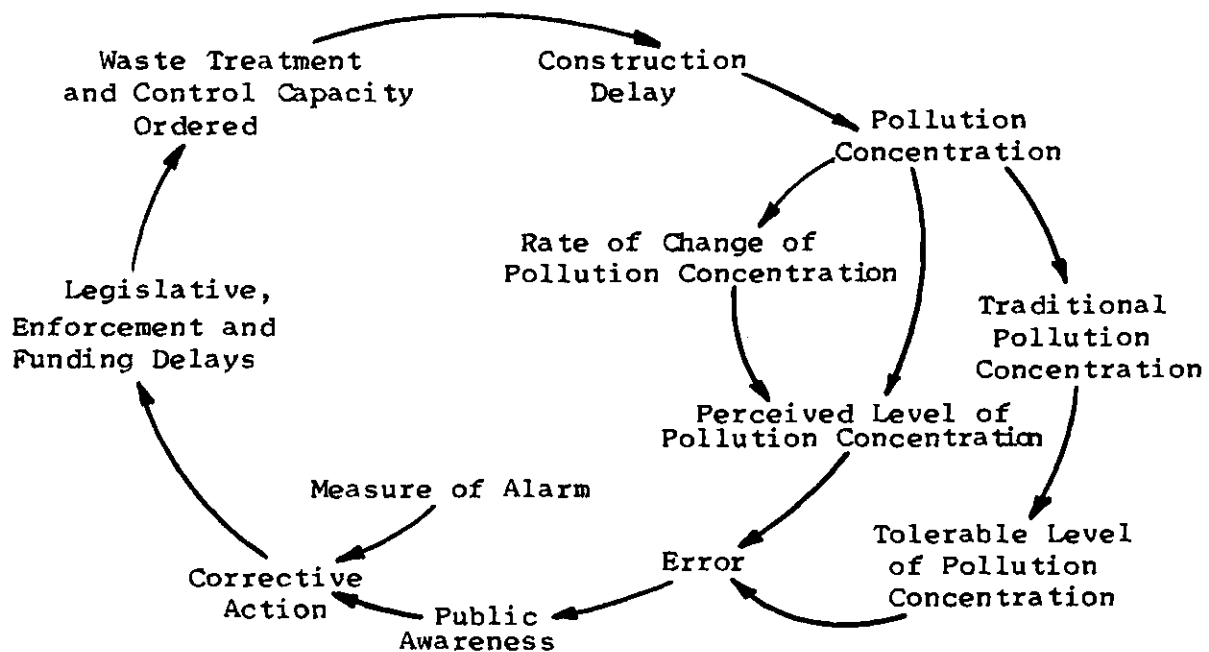 Waste Treatment
and Control Capacity
Ordered
Construction
Delay
Pollution
Concentration
Rate of Change of
Pollution Concentration
Legislative,
Enforcement and
Funding Delays
Traditional
Pollution
Concentration
Perceived Level of
Pollution Concentration
Measure of Alarm
Tolerable Level
of Pollution
Concentration
Error
Corrective
Action
Public
Awareness